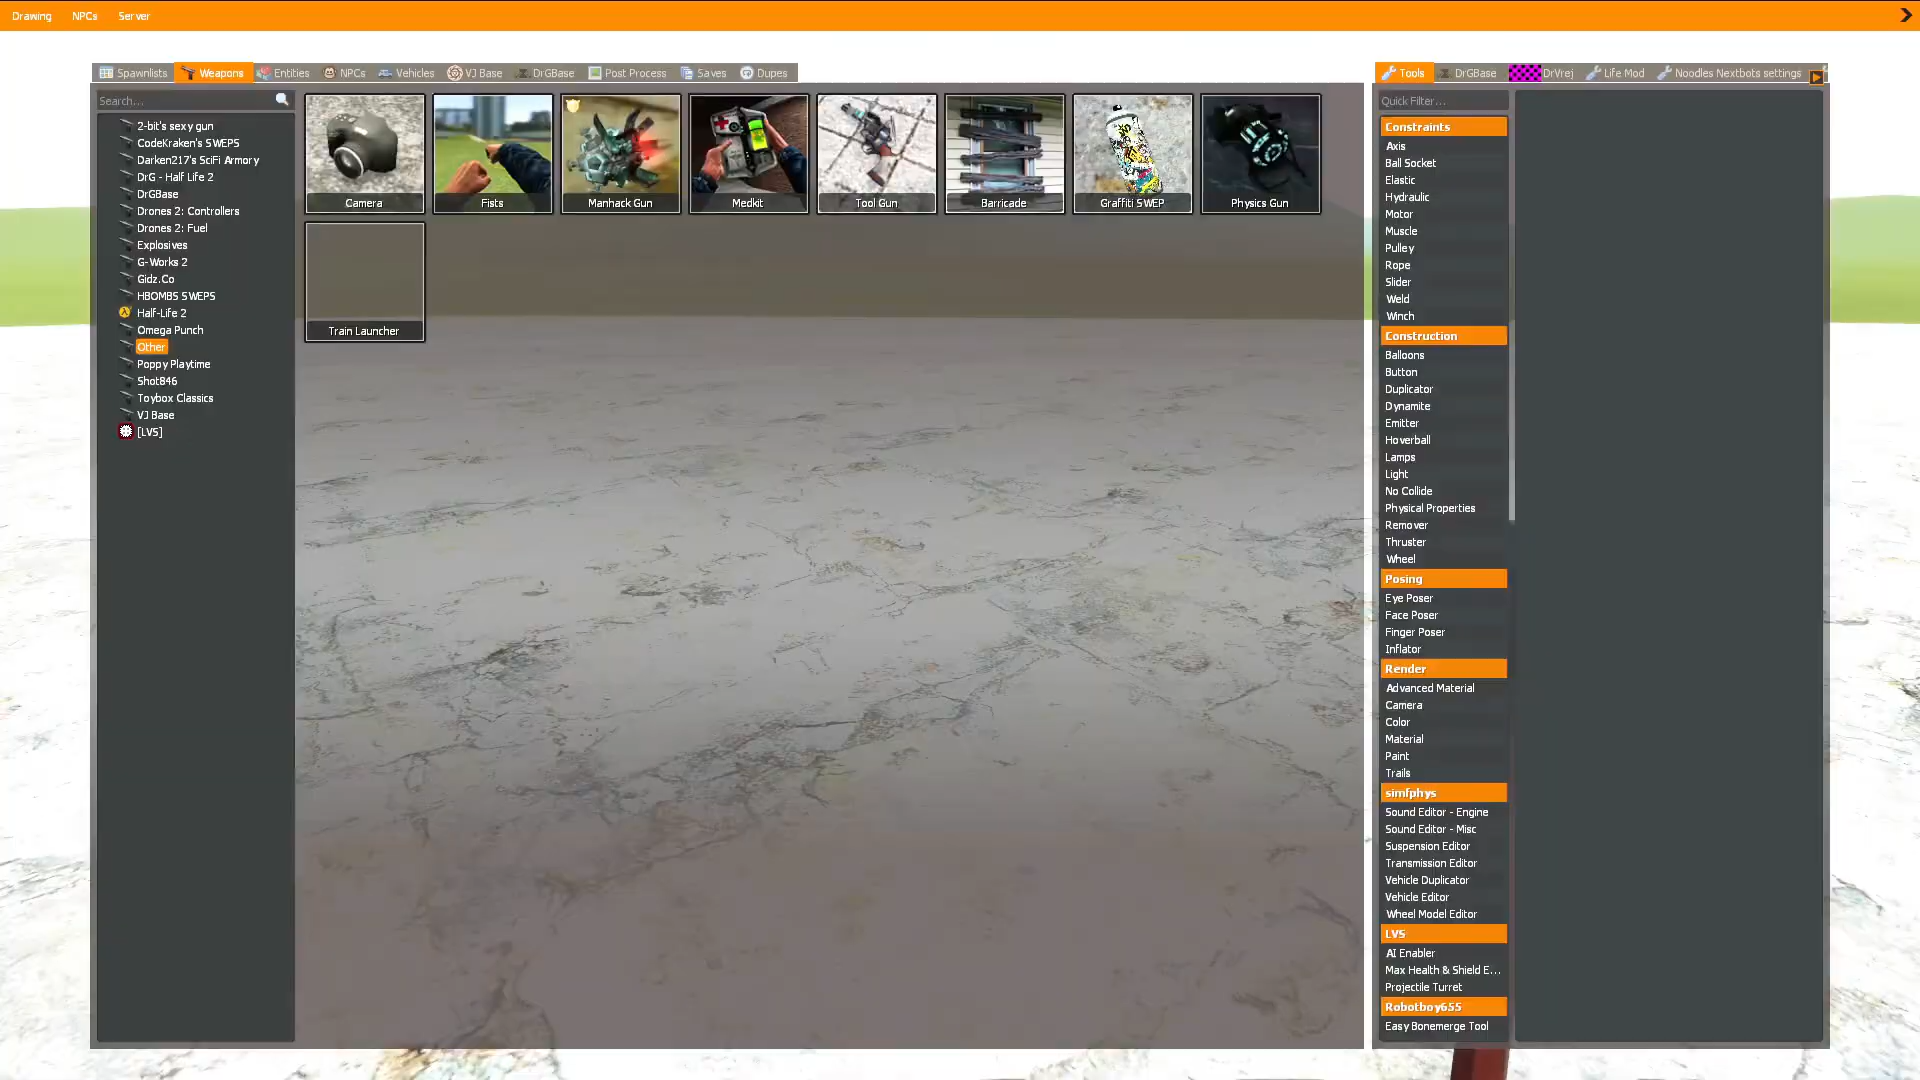 Drawing NPCs Server
Spawnlists Weapons Entities NPCs Vehicles VJ Base DrGBase Post Process Saves Dupes
Search...
2-bit's sexy gun
CodeKraken's SWEPS
Darken217's SciFi Armory
DrG - Half Life 2
DrGBase
Drones 2: Controllers
Drones 2: Fuel
Explosives
G-Works 2
Gidz.Co
HBOMBS SWEPS
Half-Life 2
Omega Punch
Other
Poppy Playtime
Shot846
Toybox Classics
VJ Base
[LVS]
Camera Fists Manhack Gun Medkit Tool Gun Barricade Graffiti SWEP Physics Gun
Train Launcher
Tools DrGBase DrVrej Life Mod Noodles Nextbots settings
Quick Filter...
Constraints
Axis
Ball Socket
Elastic
Hydraulic
Motor
Muscle
Pulley
Rope
Slider
Weld
Winch
Construction
Balloons
Button
Duplicator
Dynamite
Emitter
Hoverball
Lamps
Light
No Collide
Physical Properties
Remover
Thruster
Wheel
Posing
Eye Poser
Face Poser
Finger Poser
Inflator
Render
Advanced Material
Camera
Color
Material
Paint
Trails
simfphys
Sound Editor - Engine
Sound Editor - Misc
Suspension Editor
Transmission Editor
Vehicle Duplicator
Vehicle Editor
Wheel Model Editor
LVS
AI Enabler
Max Health & Shield E...
Projectile Turret
Robotboy655
Easy Bonemerge Tool